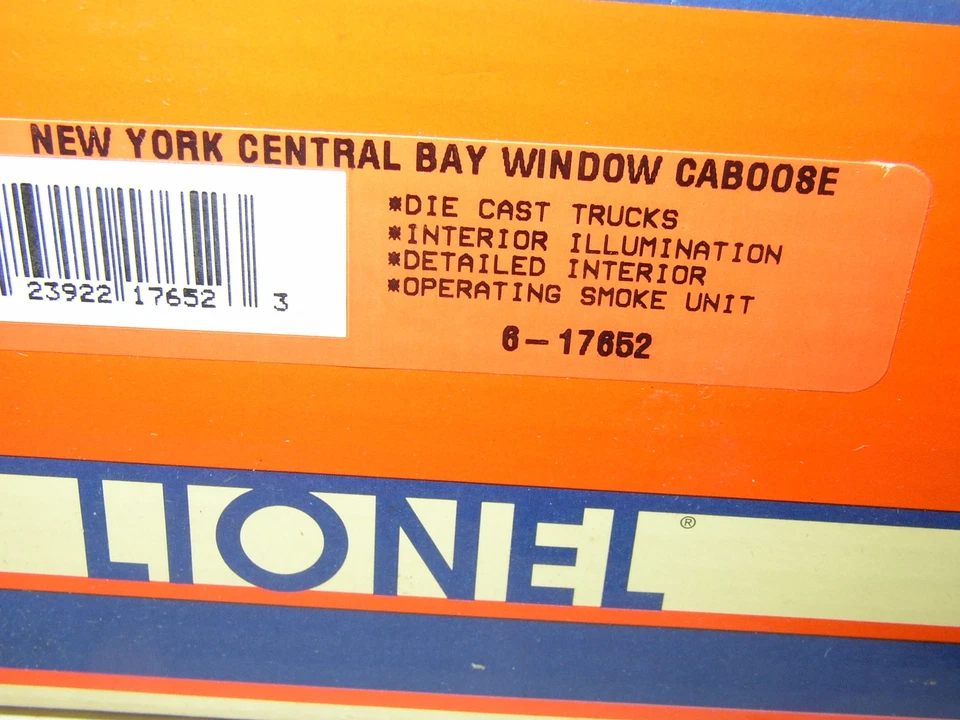 NEW YORK CENTRAL BAY WINDOW CABOOSE
*DIE CAST TRUCKS
*INTERIOR ILLUMINATION
*DETAILED INTERIOR
*OPERATING SMOKE UNIT
23922 17652 3
6-17652
LIONEL ®